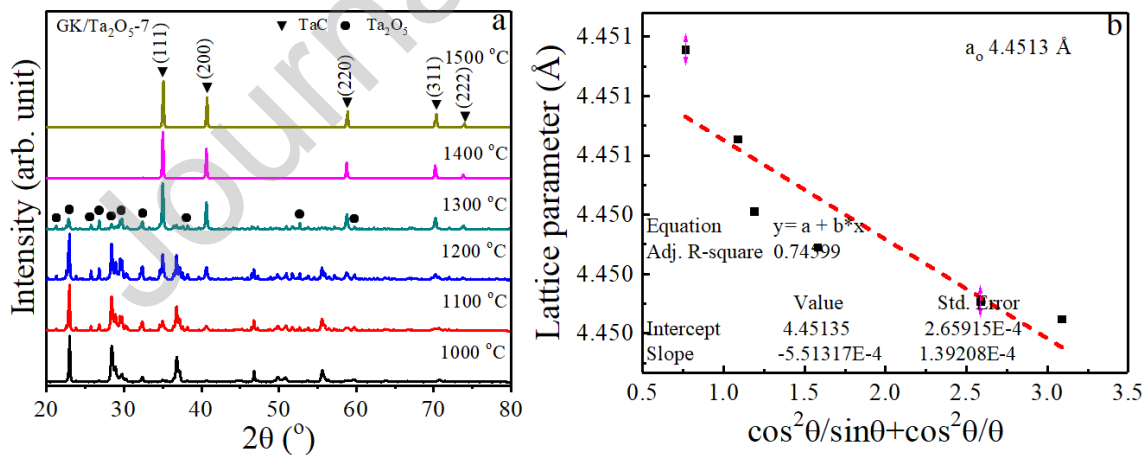 GK/Ta₂O₅-7
▼ TaC
● Ta₂O₅
a
(111)
(200)
(220)
(311)
(222)
1500 °C
1400 °C
1300 °C
1200 °C
1100 °C
1000 °C
Intensity (arb. unit)
20 30 40 50 60 70 80
2θ (°)
Journa
b
aₒ 4.4513 Å
4.451
4.451
4.451
4.450
4.450
4.450
Lattice parameter (Å)
Equation y= a + b*x
Adj. R-square 0.74599
Value Std. Error
Intercept 4.45135 2.65915E-4
Slope -5.51317E-4 1.39208E-4
0.5 1.0 1.5 2.0 2.5 3.0 3.5
cos²θ/sinθ+cos²θ/θ